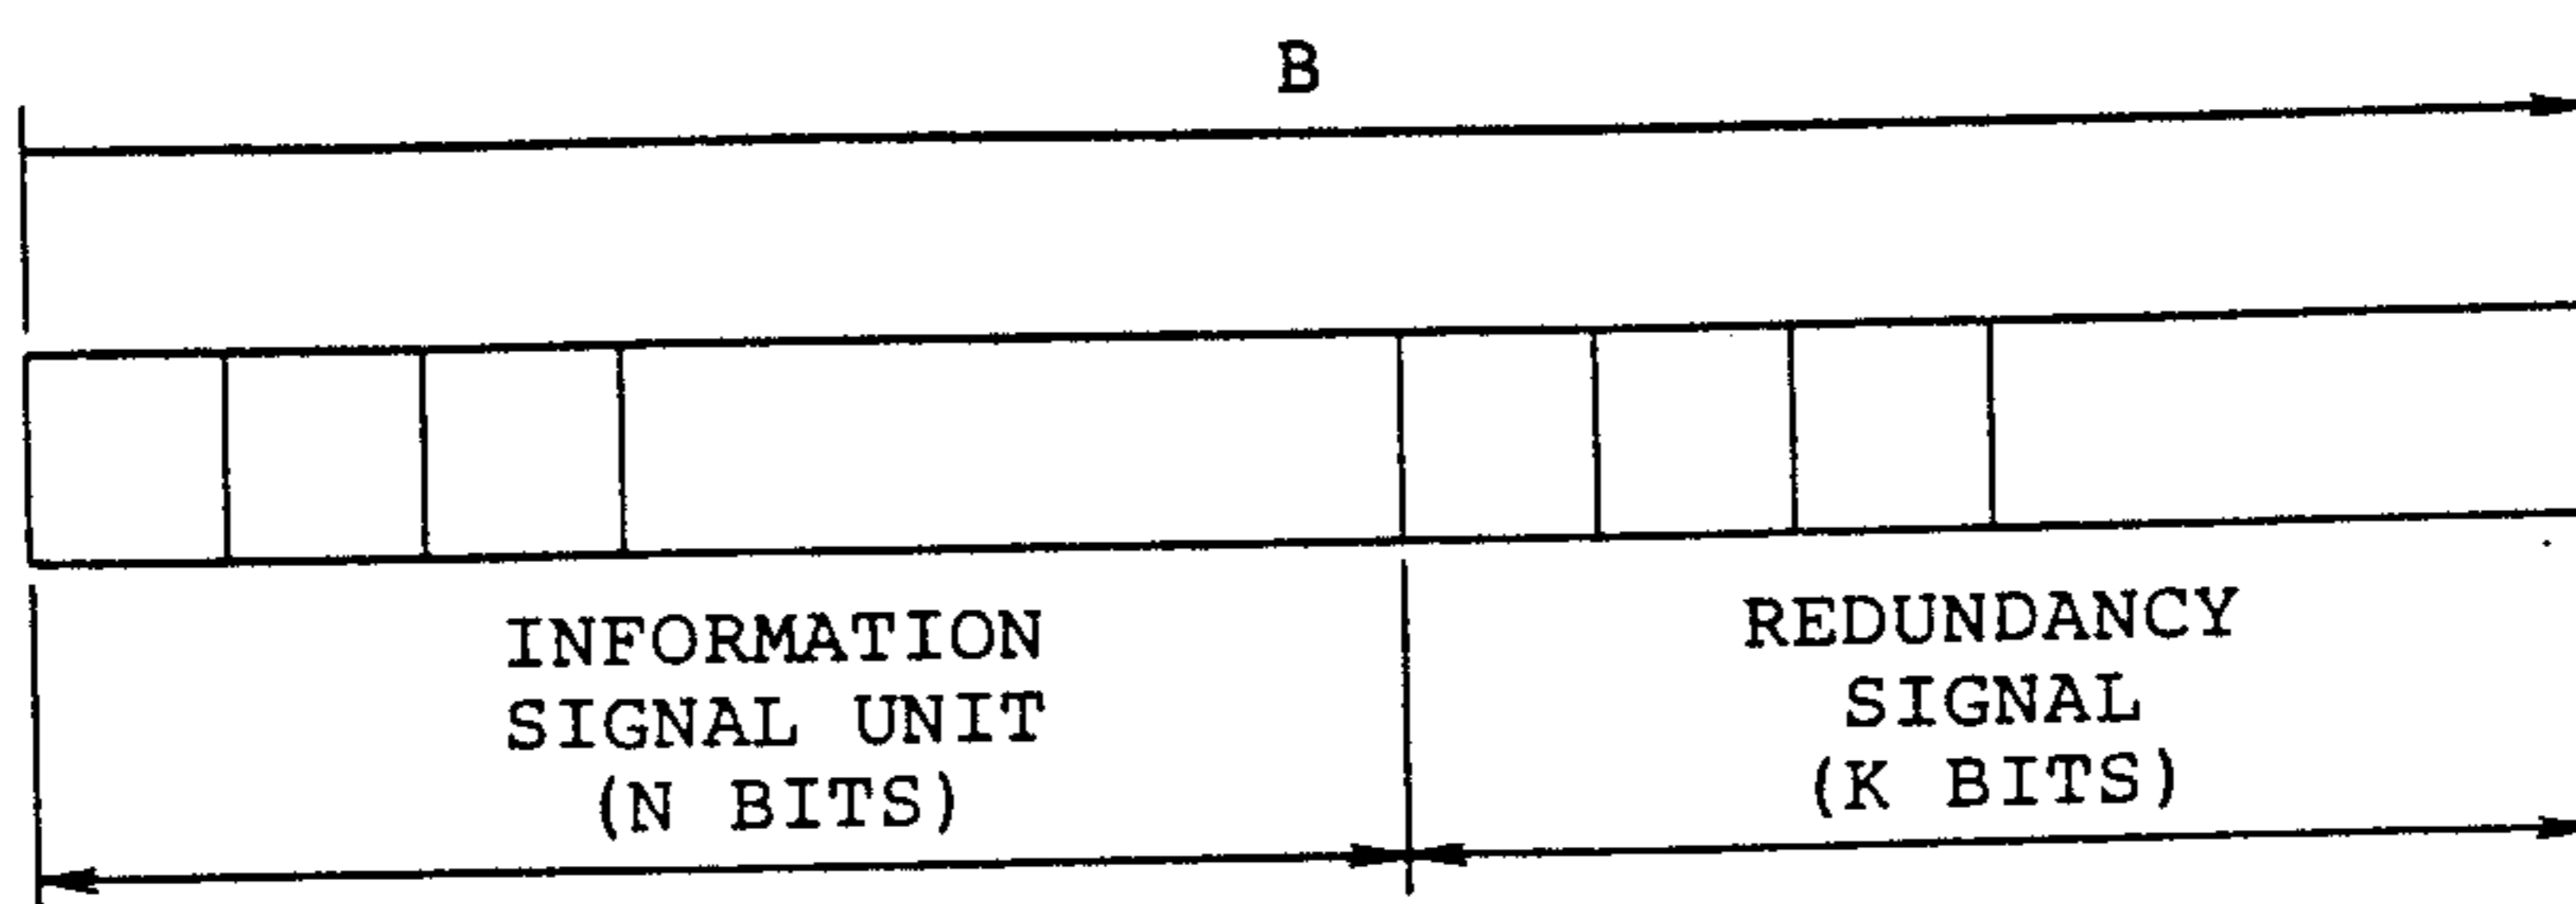 B
INFORMATION
SIGNAL UNIT
(N BITS)
REDUNDANCY
SIGNAL
(K BITS)